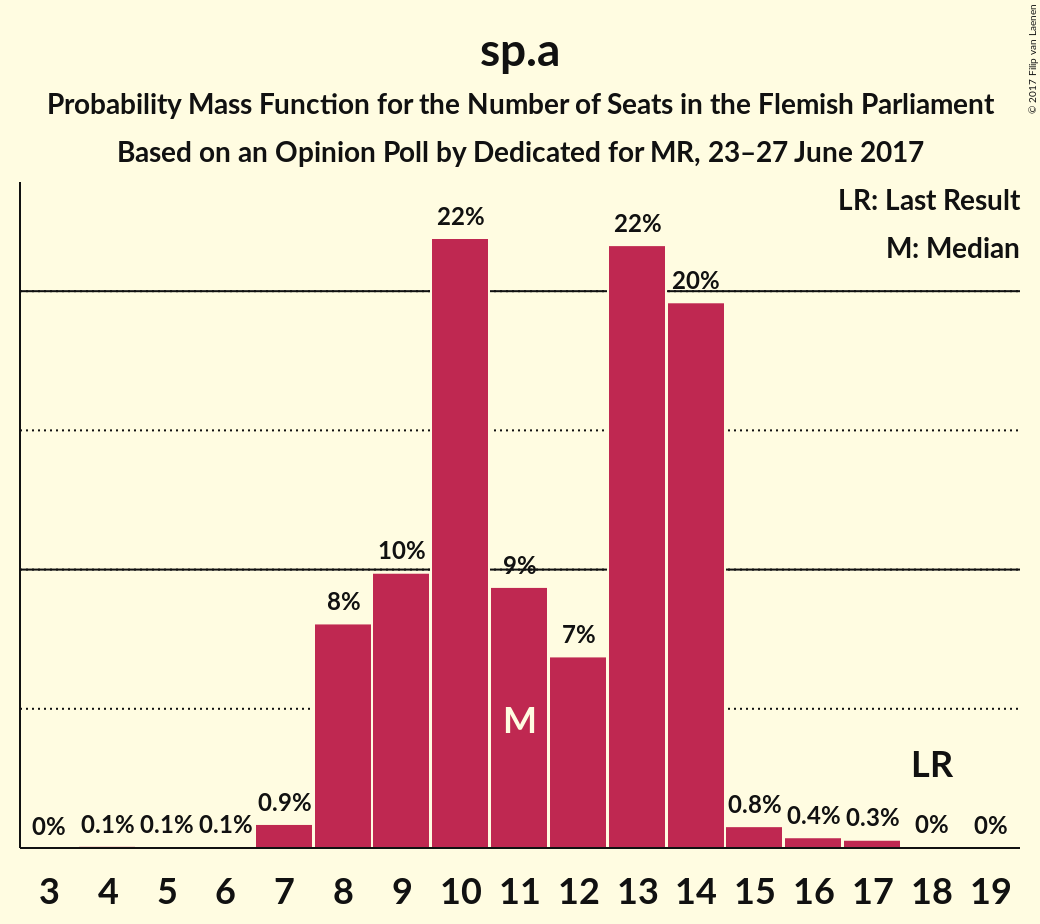 sp.a
Probability Mass Function for the Number of Seats in the Flemish Parliament
Based on an Opinion Poll by Dedicated for MR, 23–27 June 2017
© 2017 Filip van Laenen
LR: Last Result
M: Median
22%
22%
20%
10%
9%
8%
7%
M
LR
0%
0.1%
0.1%
0.1%
0.9%
0.8%
0.4%
0.3%
0%
0%
3 4 5 6 7 8 9 10 11 12 13 14 15 16 17 18 19